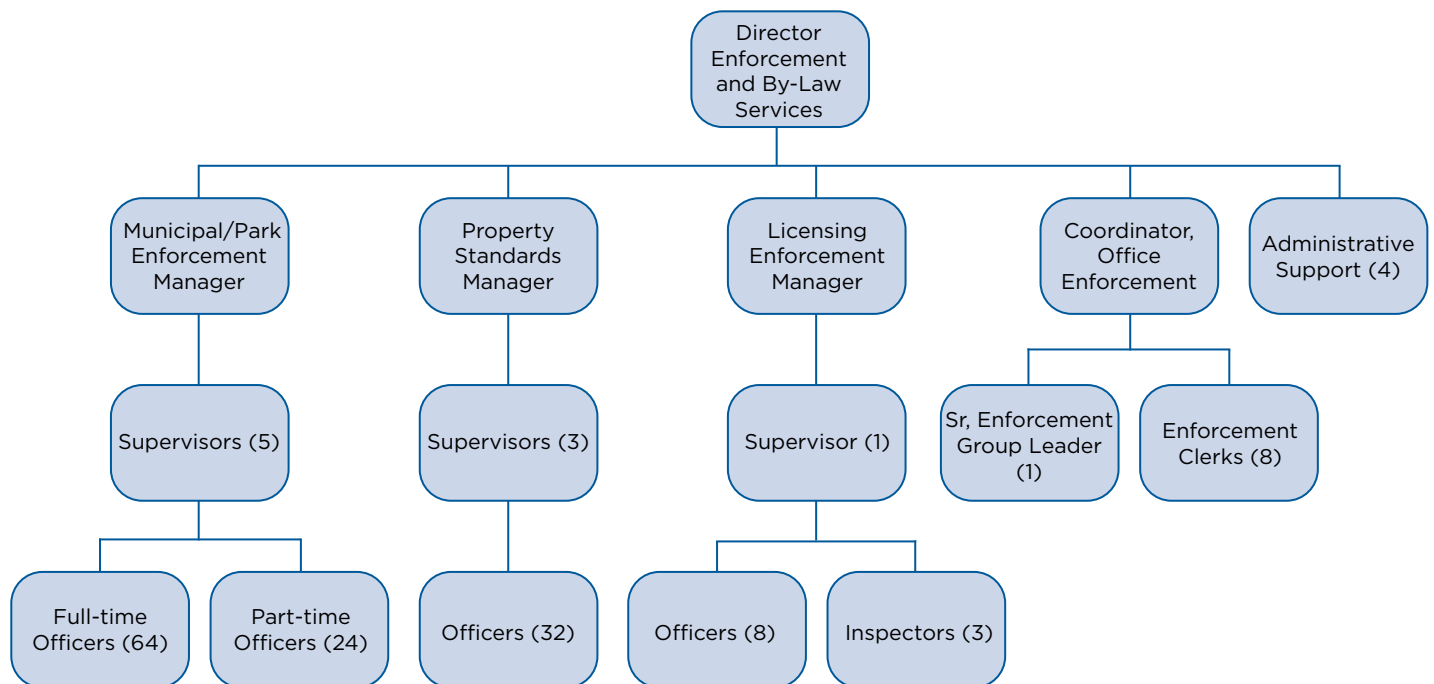 Director
Enforcement
and By-Law
Services
Municipal/Park
Enforcement
Manager
Property
Standards
Manager
Licensing
Enforcement
Manager
Coordinator,
Office
Enforcement
Administrative
Support (4)
Supervisors (5)
Supervisors (3)
Supervisor (1)
Sr, Enforcement
Group Leader
(1)
Enforcement
Clerks (8)
Full-time
Officers (64)
Part-time
Officers (24)
Officers (32)
Officers (8)
Inspectors (3)